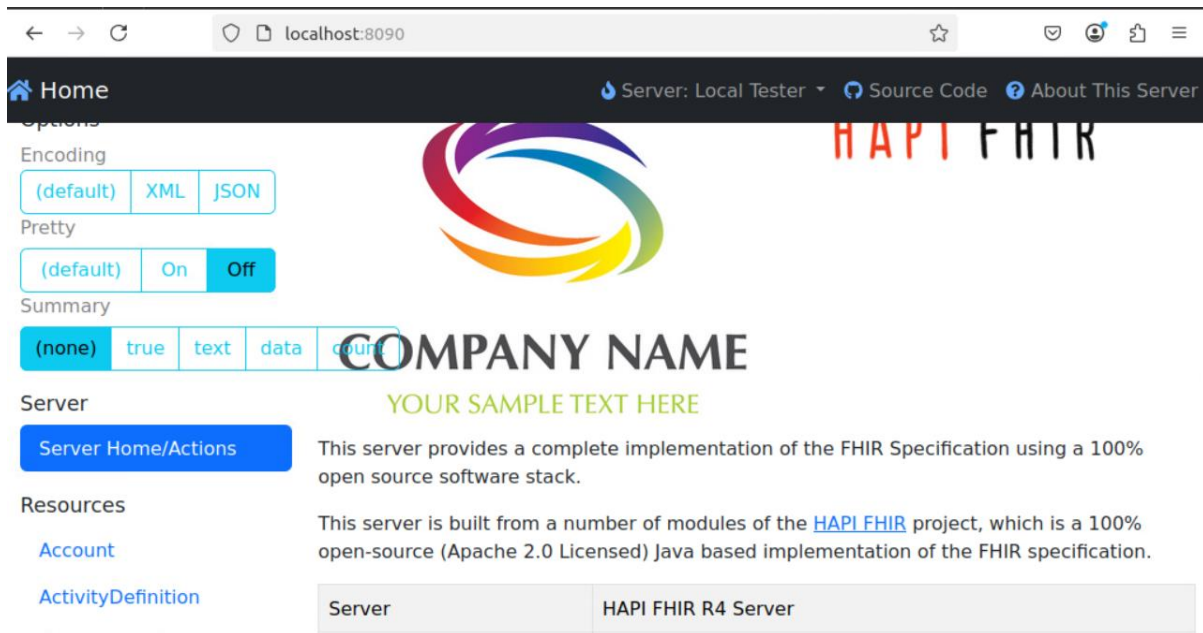 localhost:8090
Home
Server: Local Tester
Source Code
About This Server
Options
Encoding
(default) XML JSON
Pretty
(default) On Off
Summary
(none) true text data count
Server
Server Home/Actions
Resources
Account
ActivityDefinition
HAPI FHIR
COMPANY NAME
YOUR SAMPLE TEXT HERE
This server provides a complete implementation of the FHIR Specification using a 100%
open source software stack.
This server is built from a number of modules of the HAPI FHIR project, which is a 100%
open-source (Apache 2.0 Licensed) Java based implementation of the FHIR specification.
Server HAPI FHIR R4 Server